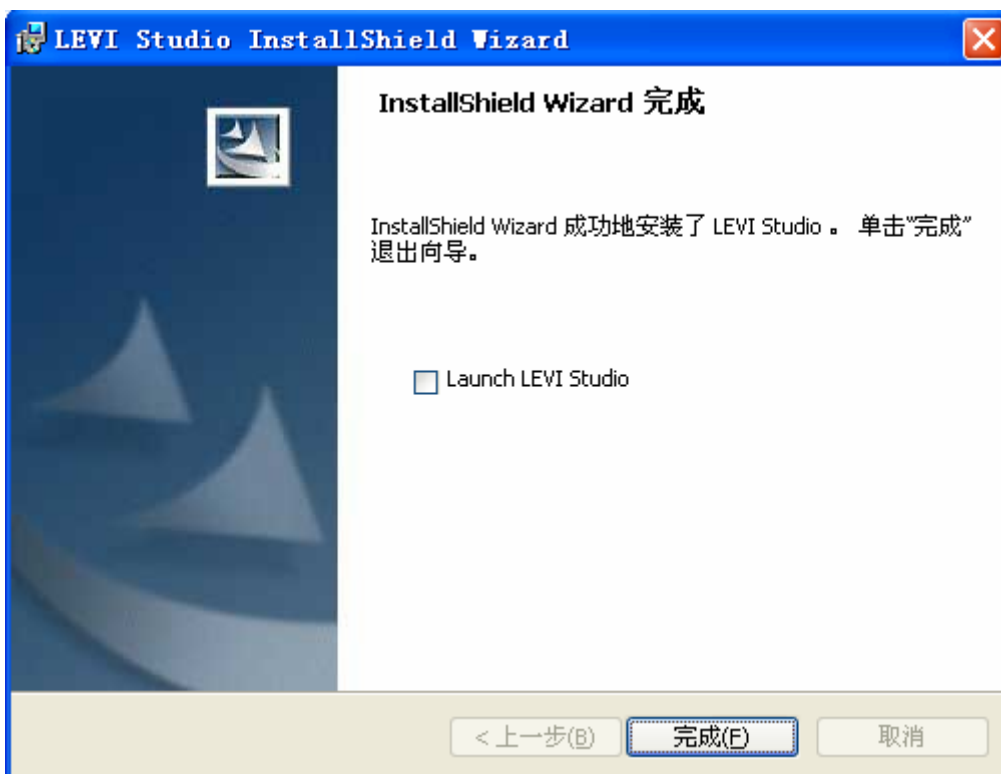 LEVI Studio InstallShield Wizard
InstallShield Wizard 完成
InstallShield Wizard 成功地安装了 LEVI Studio 。 单击“完成”
退出向导。
Launch LEVI Studio
<上一步(B)
完成(F)
取消